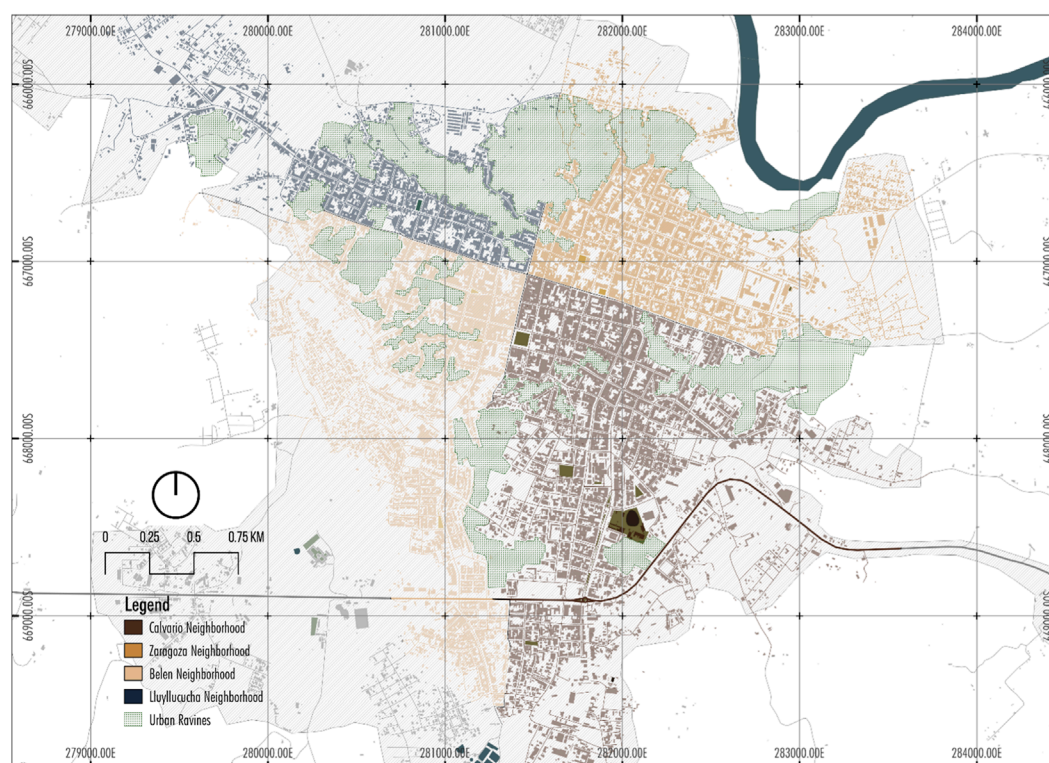 279000.00E 280000.00E 281000.00E 282000.00E 283000.00E 284000.00E
666000.00S
667000.00S
669000.00S
0 0.25 0.5 0.75 KM
Legend
Calvario Neighborhood
Zaragoza Neighborhood
Belen Neighborhood
Lluyllucucha Neighborhood
Urban Ravines
279000.00E 280000.00E 281000.00E 282000.00E 283000.00E 284000.00E